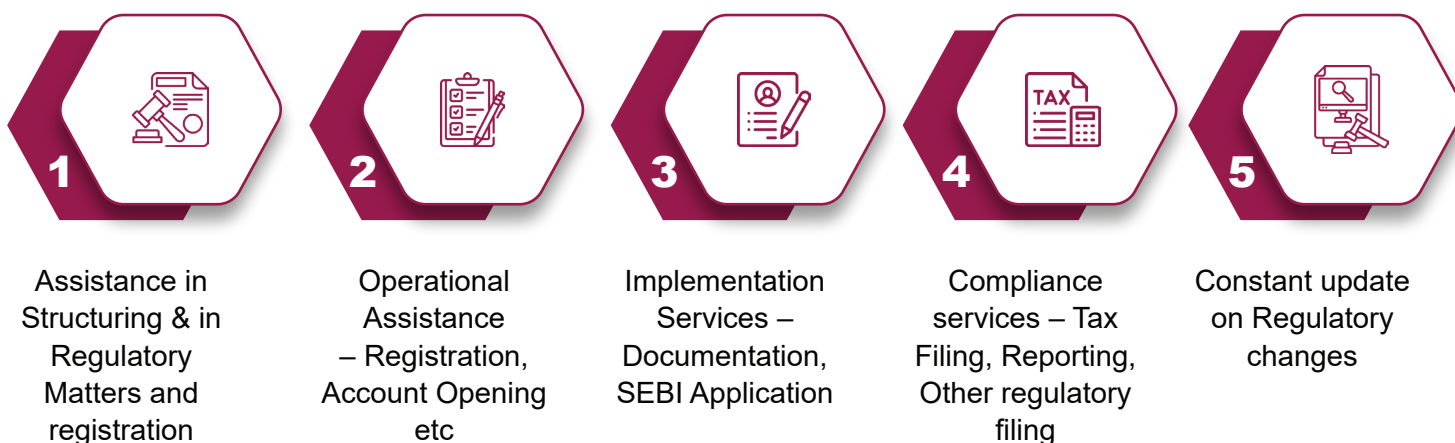 1
Assistance in
Structuring & in
Regulatory
Matters and
registration
2
Operational
Assistance
– Registration,
Account Opening
etc
3
Implementation
Services –
Documentation,
SEBI Application
TAX
4
Compliance
services – Tax
Filing, Reporting,
Other regulatory
filing
5
Constant update
on Regulatory
changes